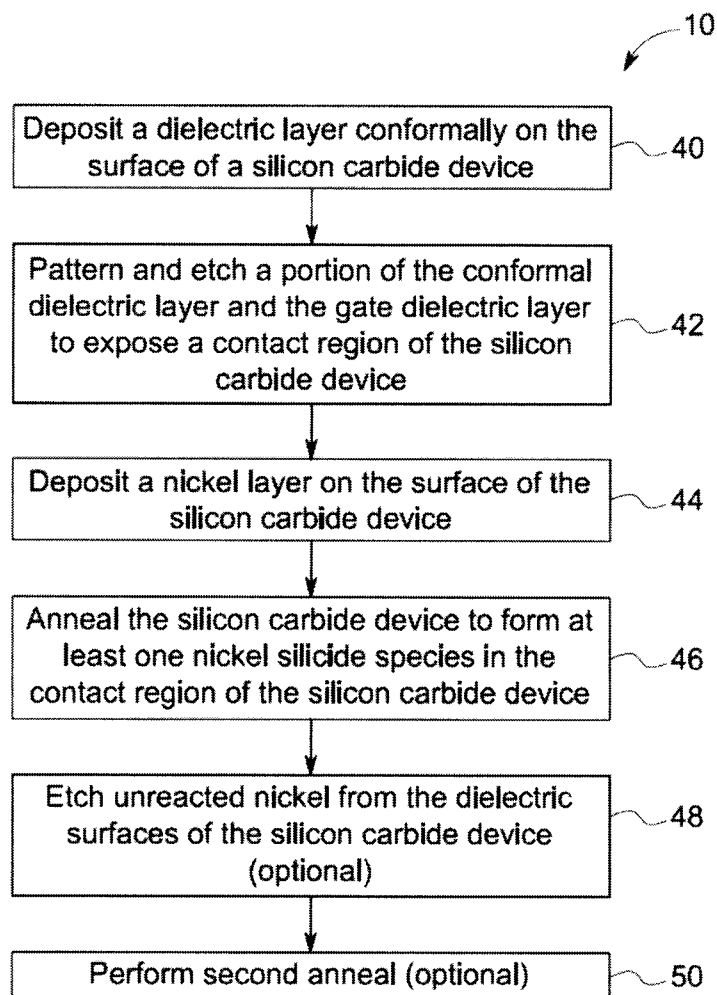 10
Deposit a dielectric layer conformally on the
surface of a silicon carbide device
40
Pattern and etch a portion of the conformal
dielectric layer and the gate dielectric layer
to expose a contact region of the silicon
carbide device
42
Deposit a nickel layer on the surface of the
silicon carbide device
44
Anneal the silicon carbide device to form at
least one nickel silicide species in the
contact region of the silicon carbide device
46
Etch unreacted nickel from the dielectric
surfaces of the silicon carbide device
(optional)
48
Perform second anneal (optional)
50